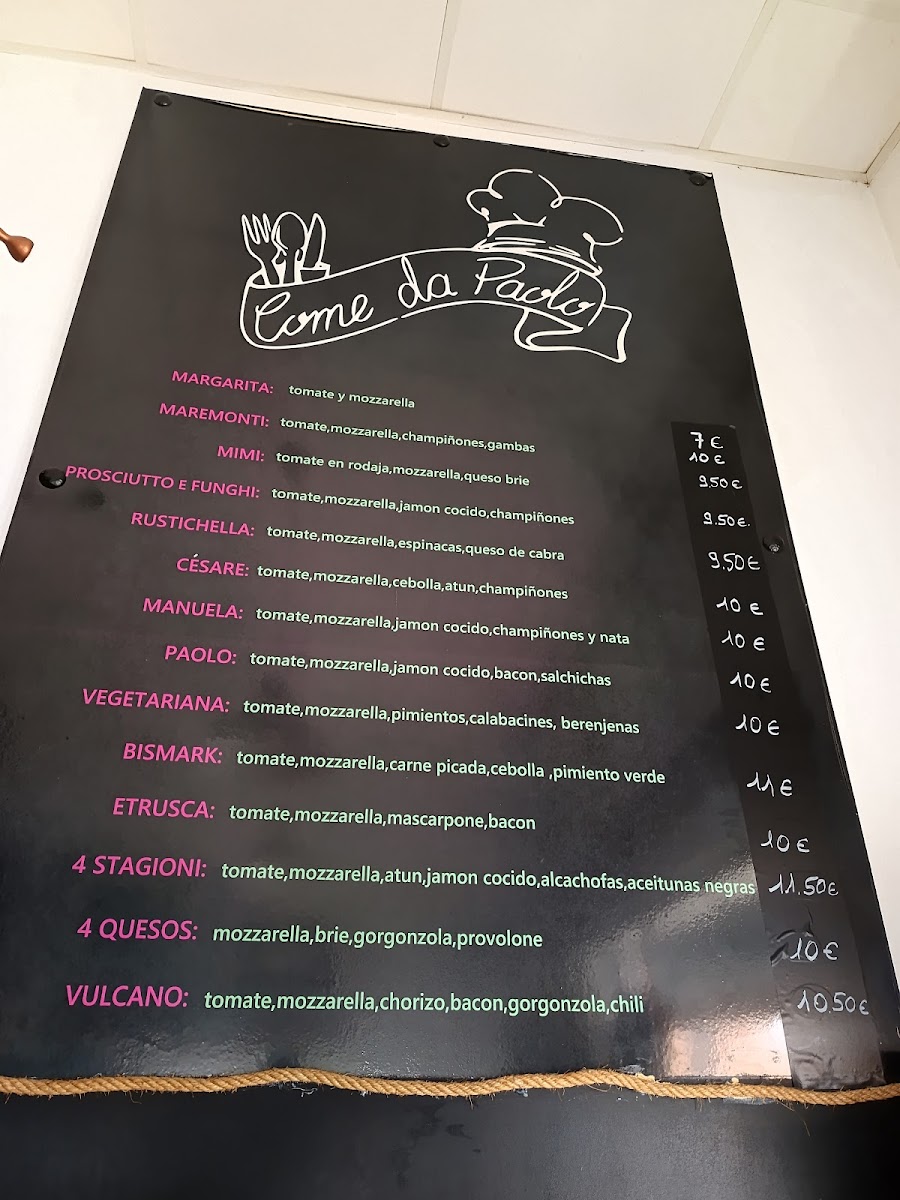 Come da Paolo
MARGARITA: tomate y mozzarella 7€
MAREMONTI: tomate,mozzarella,champiñones,gambas 10€
MIMI: tomate en rodaja,mozzarella,queso brie 9.50€
PROSCIUTTO E FUNGHI: tomate,mozzarella,jamon cocido,champiñones 9.50€.
RUSTICHELLA: tomate,mozzarella,espinacas,queso de cabra 9.50€
CÉSARE: tomate,mozzarella,cebolla,atun,champiñones 10€
MANUELA: tomate,mozzarella,jamon cocido,champiñones y nata 10€
PAOLO: tomate,mozzarella,jamon cocido,bacon,salchichas 10€
VEGETARIANA: tomate,mozzarella,pimientos,calabacines, berenjenas 10€
BISMARK: tomate,mozzarella,carne picada,cebolla ,pimiento verde 11€
ETRUSCA: tomate,mozzarella,mascarpone,bacon 10€
4 STAGIONI: tomate,mozzarella,atun,jamon cocido,alcachofas,aceitunas negras 11.50€
4 QUESOS: mozzarella,brie,gorgonzola,provolone 10€
VULCANO: tomate,mozzarella,chorizo,bacon,gorgonzola,chili 10.50€